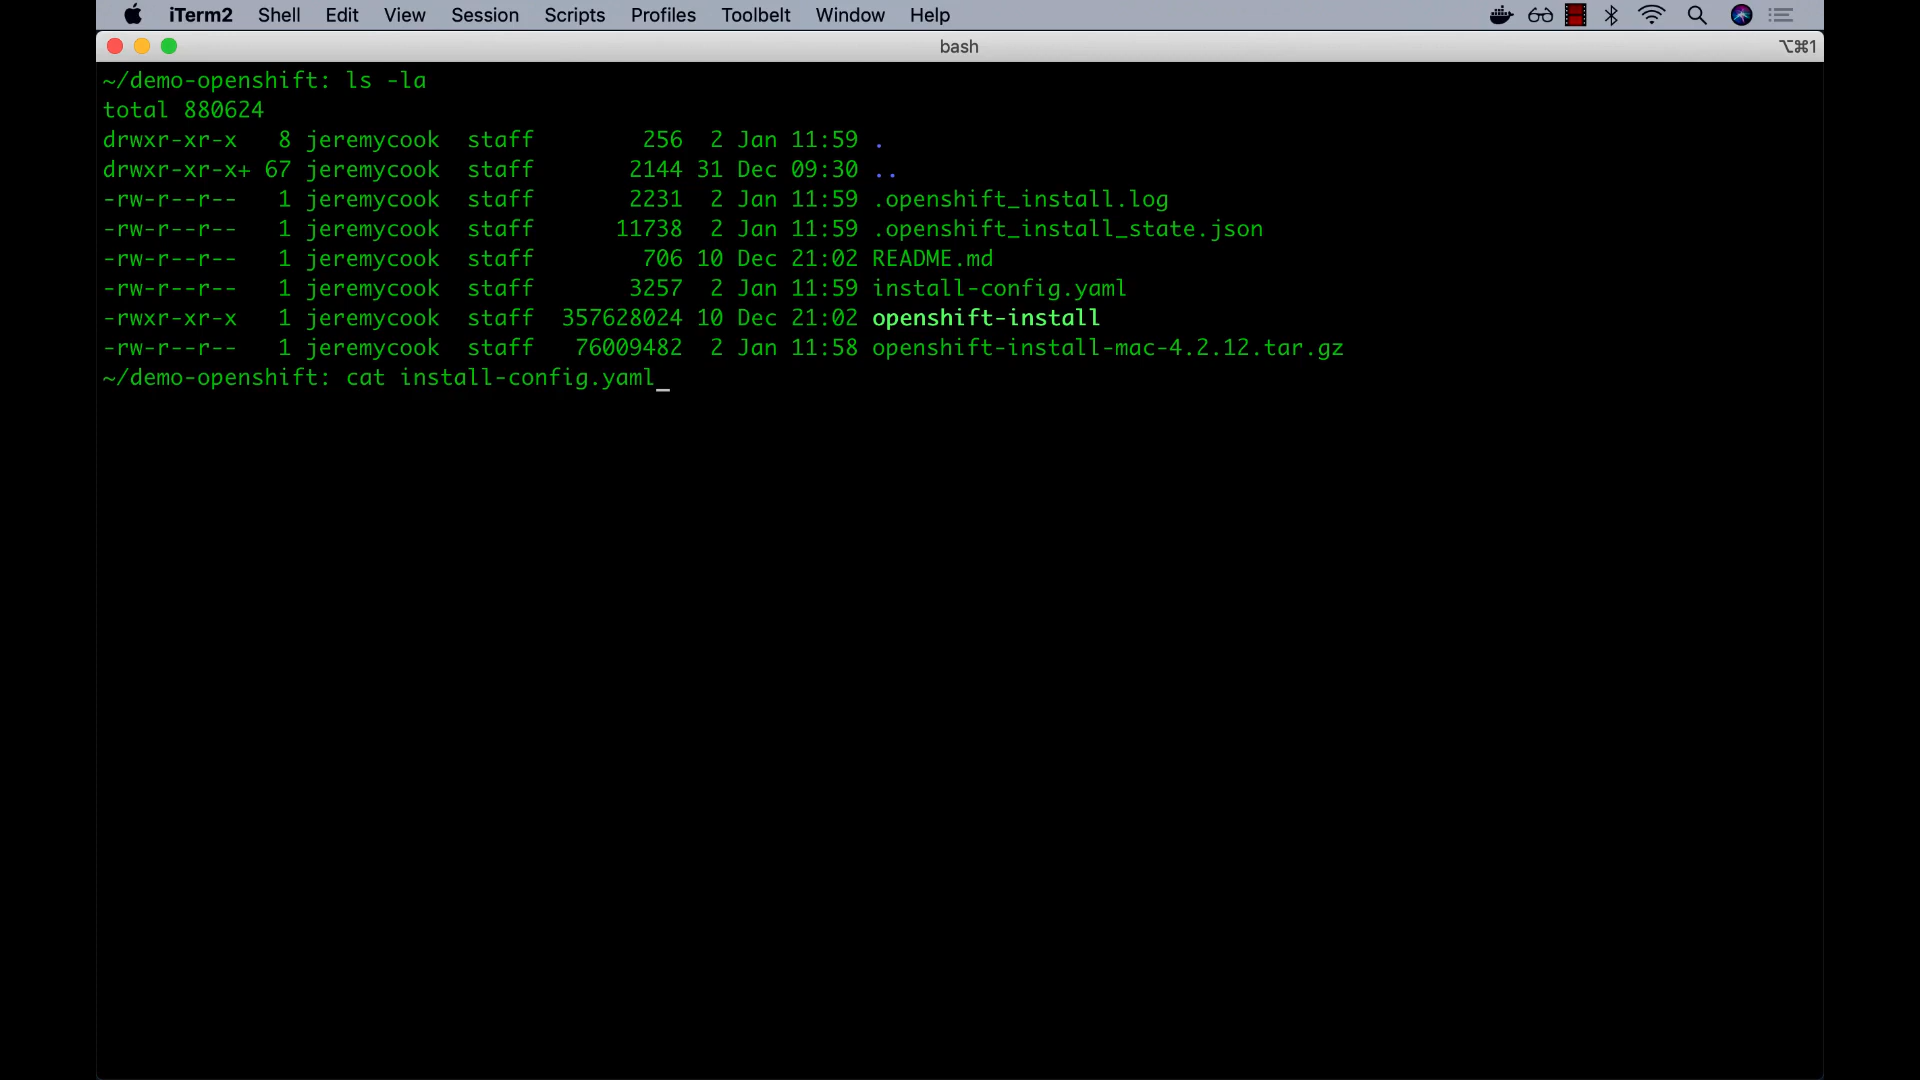 iTerm2 Shell Edit View Session Scripts Profiles Toolbelt Window Help
bash ⌥⌘1
~/demo-openshift: ls -la
total 880624
drwxr-xr-x   8 jeremycook  staff        256  2 Jan 11:59 .
drwxr-xr-x+ 67 jeremycook  staff       2144 31 Dec 09:30 ..
-rw-r--r--   1 jeremycook  staff       2231  2 Jan 11:59 .openshift_install.log
-rw-r--r--   1 jeremycook  staff      11738  2 Jan 11:59 .openshift_install_state.json
-rw-r--r--   1 jeremycook  staff        706 10 Dec 21:02 README.md
-rw-r--r--   1 jeremycook  staff       3257  2 Jan 11:59 install-config.yaml
-rwxr-xr-x   1 jeremycook  staff  357628024 10 Dec 21:02 openshift-install
-rw-r--r--   1 jeremycook  staff   76009482  2 Jan 11:58 openshift-install-mac-4.2.12.tar.gz
~/demo-openshift: cat install-config.yaml